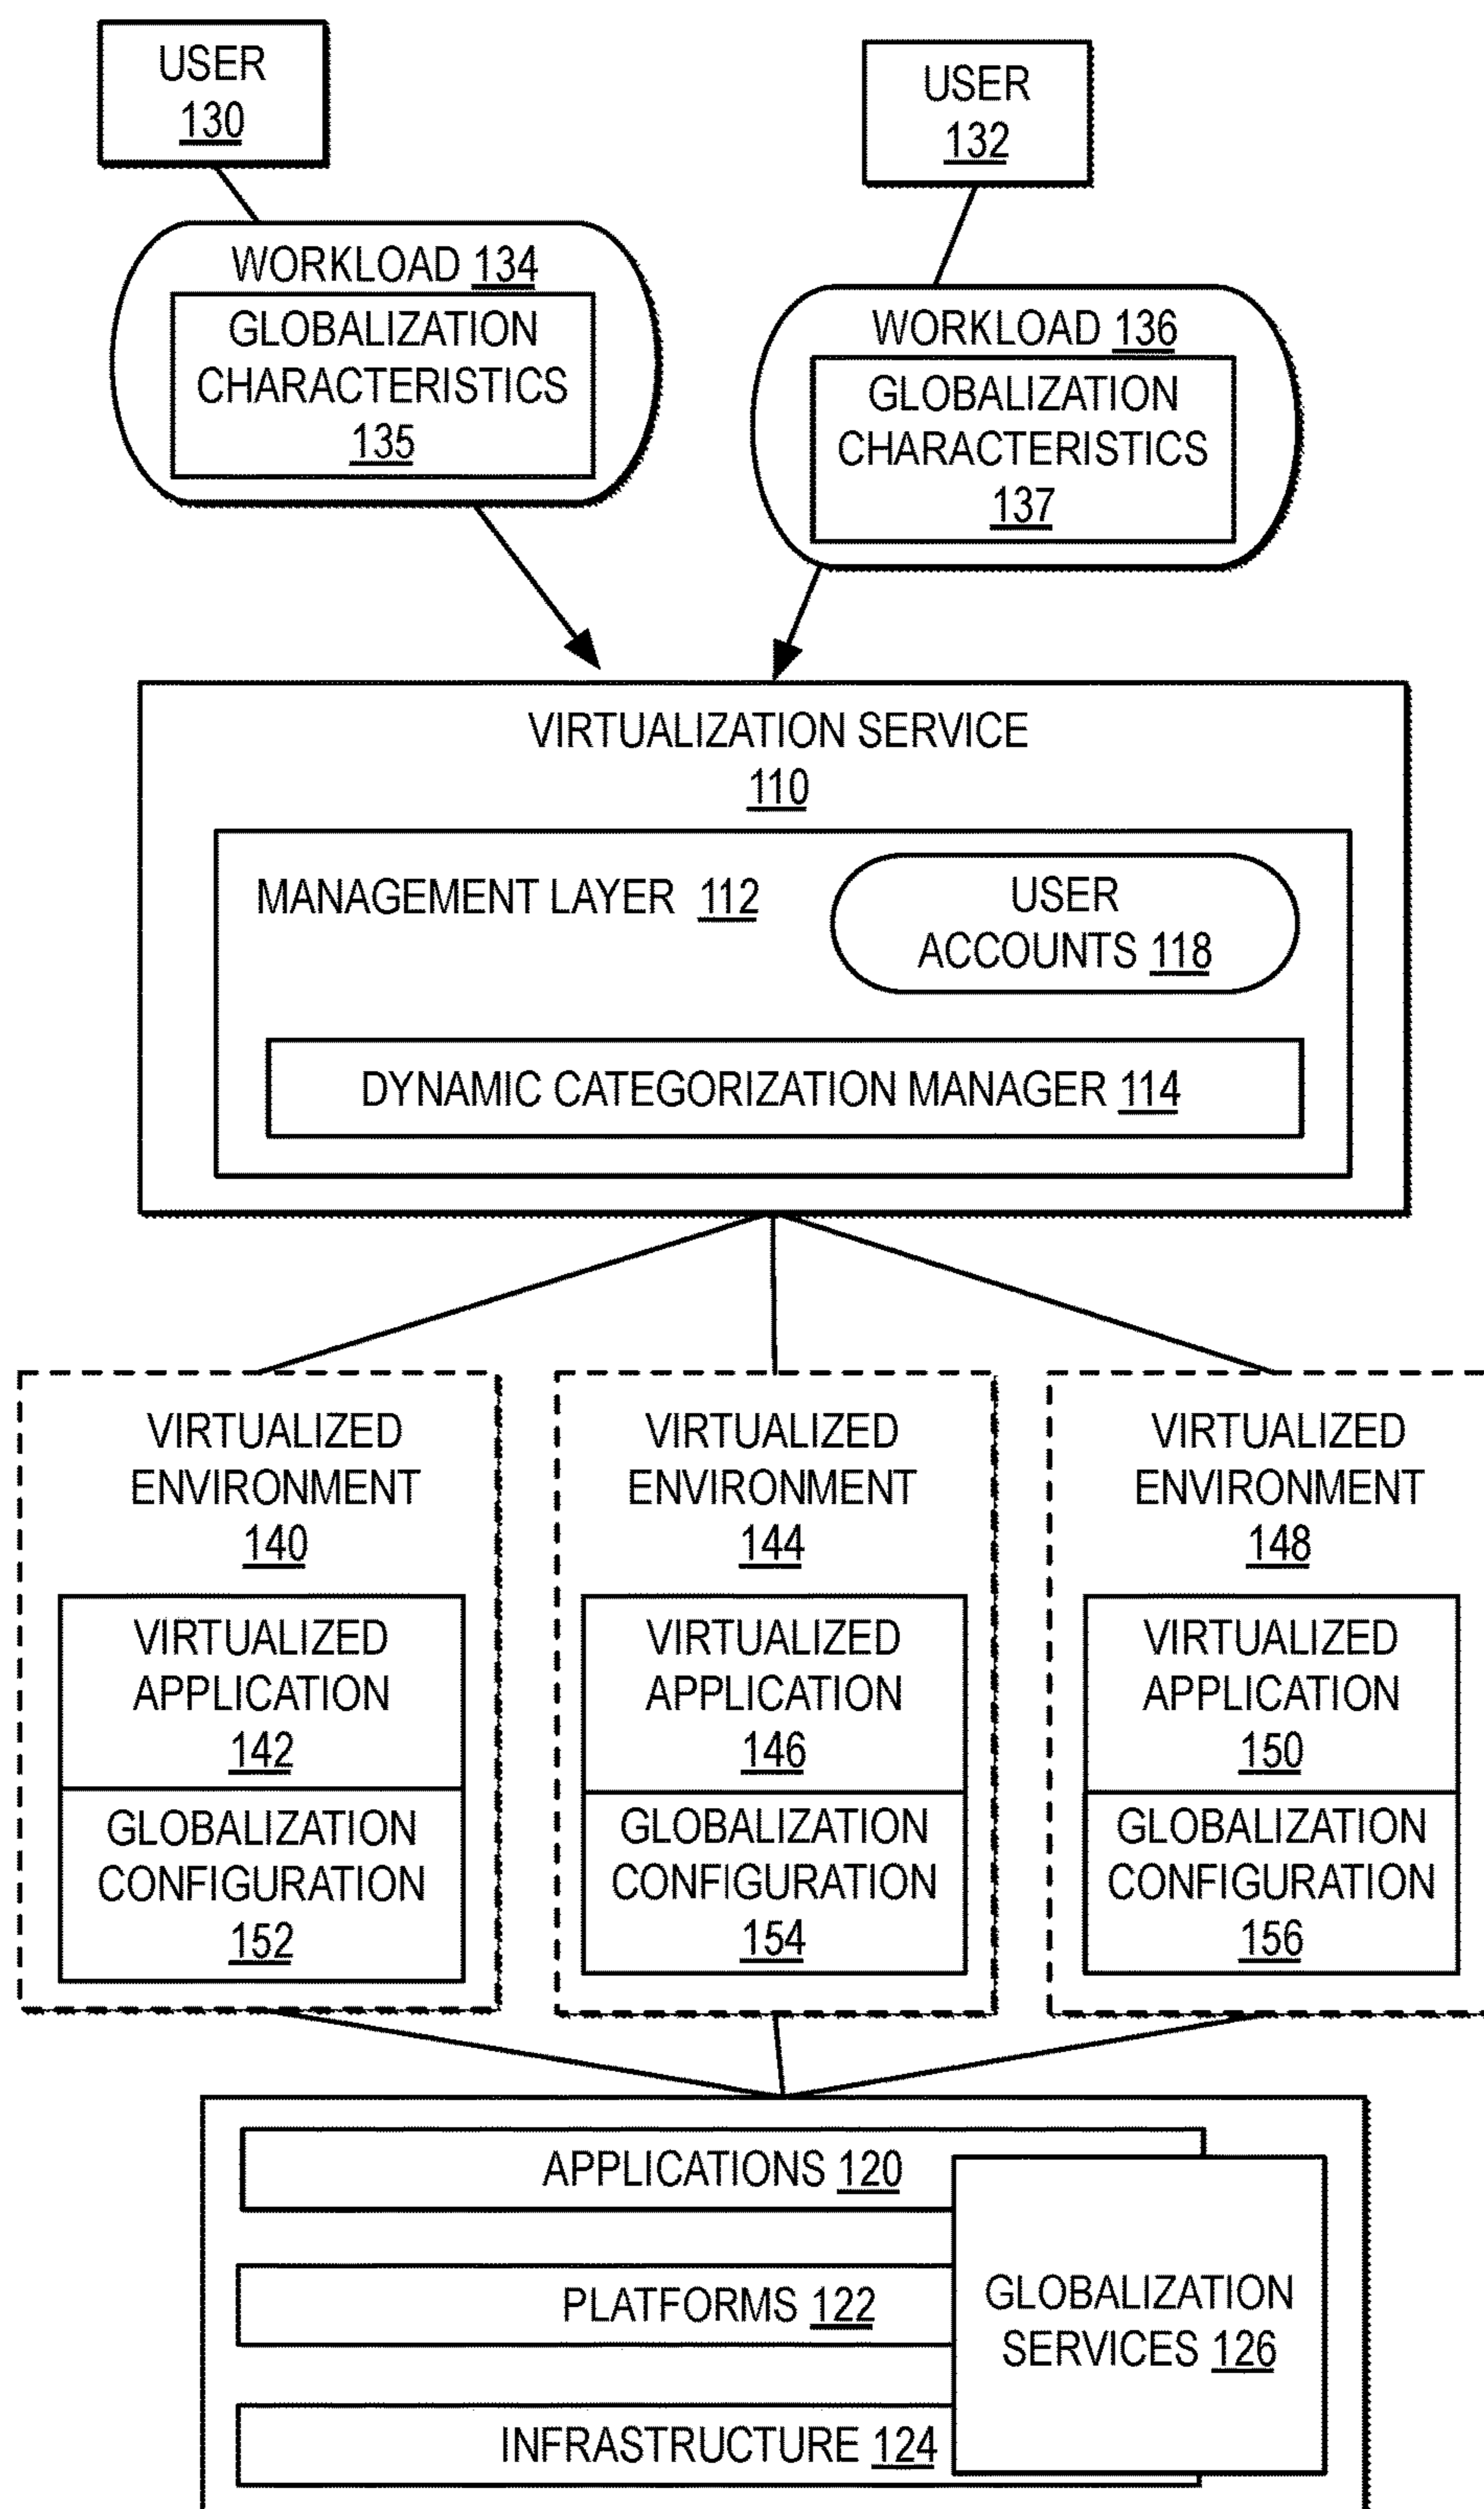 USER
130
USER
132
WORKLOAD 134
GLOBALIZATION
CHARACTERISTICS
135
WORKLOAD 136
GLOBALIZATION
CHARACTERISTICS
137
VIRTUALIZATION SERVICE
110
MANAGEMENT LAYER 112
USER
ACCOUNTS 118
DYNAMIC CATEGORIZATION MANAGER 114
VIRTUALIZED
ENVIRONMENT
140
VIRTUALIZED
APPLICATION
142
GLOBALIZATION
CONFIGURATION
152
VIRTUALIZED
ENVIRONMENT
144
VIRTUALIZED
APPLICATION
146
GLOBALIZATION
CONFIGURATION
154
VIRTUALIZED
ENVIRONMENT
148
VIRTUALIZED
APPLICATION
150
GLOBALIZATION
CONFIGURATION
156
APPLICATIONS 120
PLATFORMS 122
INFRASTRUCTURE 124
GLOBALIZATION
SERVICES 126